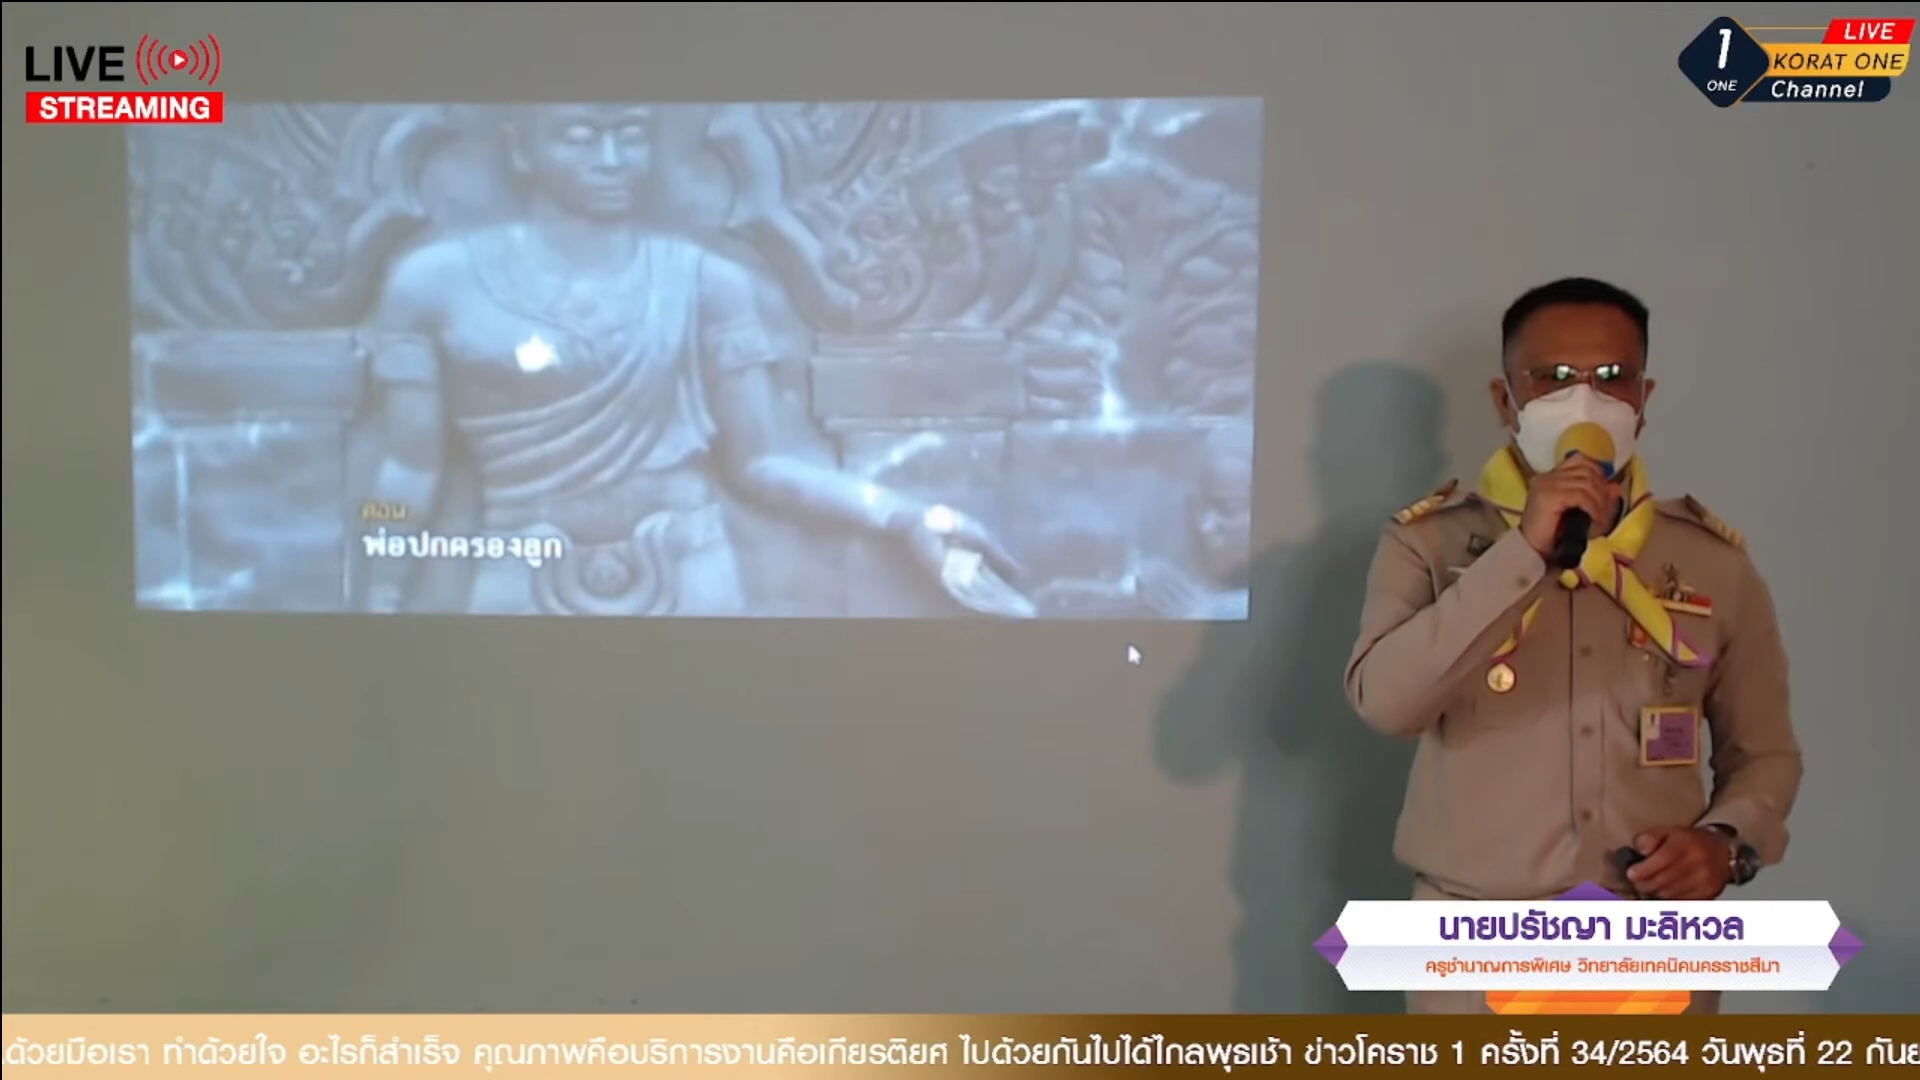 LIVE
STREAMING
LIVE
1
ONE
KORAT ONE
Channel
ตอน
พ่อปกครองลูก
นายปรัชญา มะลิหวล
ครูชำนาญการพิเศษ วิทยาลัยเทคนิคนครราชสีมา
ด้วยมือเรา ทำด้วยใจ อะไรก็สำเร็จ คุณภาพคือบริการงานคือเกียรติยศ ไปด้วยกันไปได้ไกลพุธเช้า ข่าวโคราช 1 ครั้งที่ 34/2564 วันพุธที่ 22 กันย